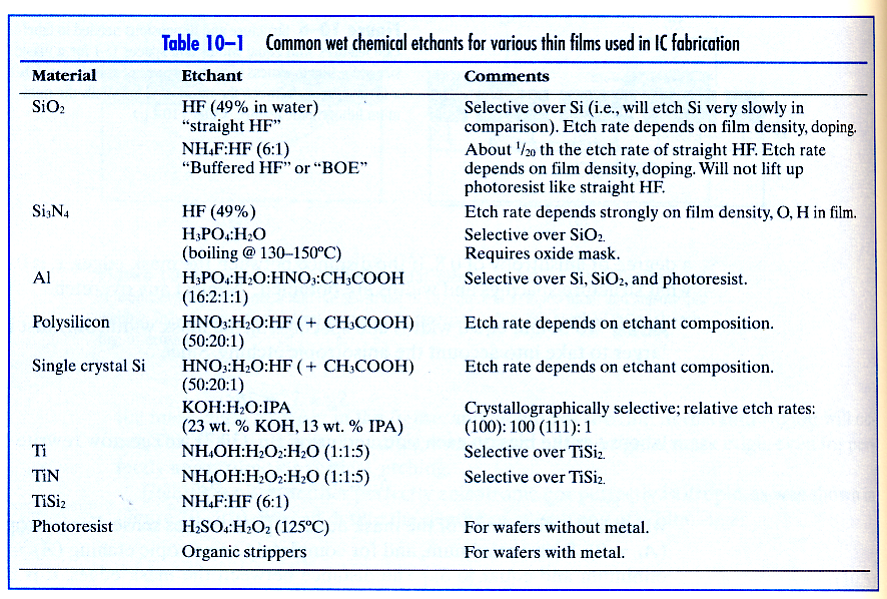 Table 10–1 Common wet chemical etchants for various thin films used in IC fabrication
Material Etchant Comments
SiO₂ HF (49% in water) Selective over Si (i.e., will etch Si very slowly in
“straight HF” comparison). Etch rate depends on film density, doping.
NH₄F:HF (6:1) About ¹/₂₀ th the etch rate of straight HF. Etch rate
“Buffered HF” or “BOE” depends on film density, doping. Will not lift up
photoresist like straight HF.
Si₃N₄ HF (49%) Etch rate depends strongly on film density, O, H in film.
H₃PO₄:H₂O Selective over SiO₂.
(boiling @ 130–150°C) Requires oxide mask.
Al H₃PO₄:H₂O:HNO₃:CH₃COOH Selective over Si, SiO₂, and photoresist.
(16:2:1:1)
Polysilicon HNO₃:H₂O:HF (+ CH₃COOH) Etch rate depends on etchant composition.
(50:20:1)
Single crystal Si HNO₃:H₂O:HF (+ CH₃COOH) Etch rate depends on etchant composition.
(50:20:1)
KOH:H₂O:IPA Crystallographically selective; relative etch rates:
(23 wt. % KOH, 13 wt. % IPA) (100): 100 (111): 1
Ti NH₄OH:H₂O₂:H₂O (1:1:5) Selective over TiSi₂.
TiN NH₄OH:H₂O₂:H₂O (1:1:5) Selective over TiSi₂.
TiSi₂ NH₄F:HF (6:1)
Photoresist H₂SO₄:H₂O₂ (125°C) For wafers without metal.
Organic strippers For wafers with metal.